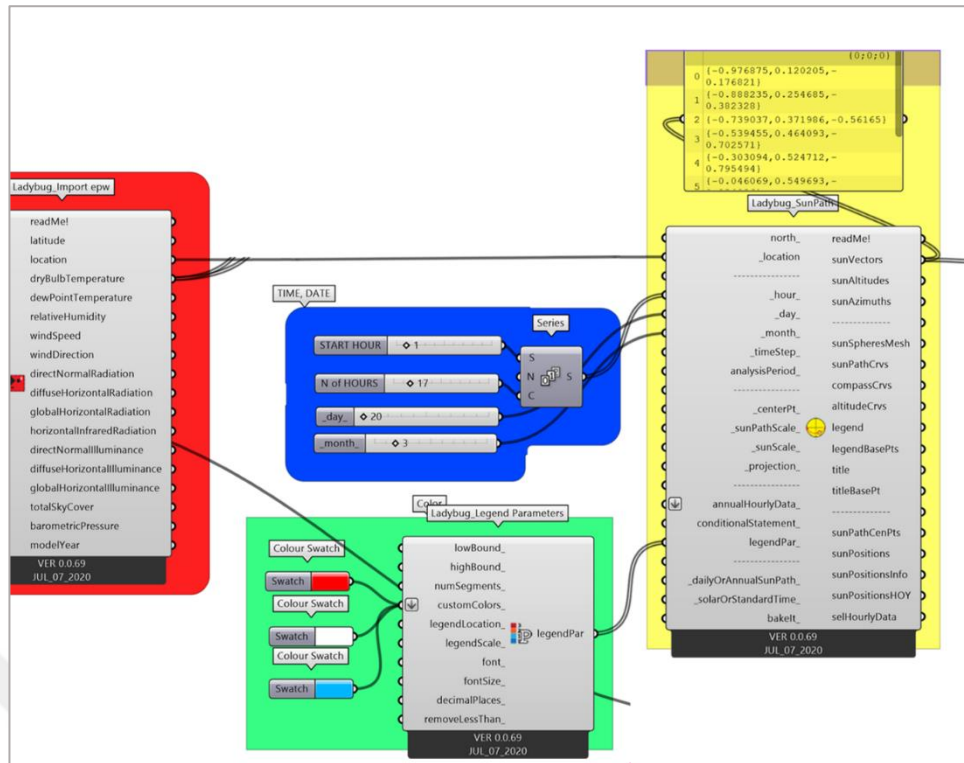 {0;0;0}
0 {-0.976875,0.120205,-
0.176821}
1 {-0.888235,0.254685,-
0.382328}
2 {-0.739037,0.371986,-0.56165}
3 {-0.539455,0.464093,-
0.702571}
4 {-0.303094,0.524712,-
0.795494}
5 {-0.046069,0.549693,-
Ladybug_Import epw
readMe!
latitude
location
dryBulbTemperature
dewPointTemperature
relativeHumidity
windSpeed
windDirection
directNormalRadiation
diffuseHorizontalRadiation
globalHorizontalRadiation
horizontalInfraredRadiation
directNormalIlluminance
diffuseHorizontalIlluminance
globalHorizontalIlluminance
totalSkyCover
barometricPressure
modelYear
VER 0.0.69
JUL_07_2020
TIME, DATE
START HOUR 1
N of HOURS 17
_day_ 20
_month_ 3
Series
S
N S
C
Color
Ladybug_Legend Parameters
Colour Swatch
Swatch
Colour Swatch
Swatch
Colour Swatch
Swatch
lowBound_
highBound_
numSegments_
customColors_
legendLocation_
legendScale_
font_
fontSize_
decimalPlaces_
removeLessThan_
legendPar
VER 0.0.69
JUL_07_2020
Ladybug_SunPath
north_
_location
---------------
_hour_
_day_
_month_
_timeStep_
analysisPeriod_
---------------
_centerPt_
_sunPathScale_
_sunScale_
_projection_
---------------
annualHourlyData_
conditionalStatement_
legendPar_
---------------
_dailyOrAnnualSunPath_
_solarOrStandardTime_
bakeIt_
readMe!
sunVectors
sunAltitudes
sunAzimuths
-------------
sunSpheresMesh
sunPathCrvs
compassCrvs
altitudeCrvs
legend
legendBasePts
title
titleBasePt
-------------
sunPathCenPts
sunPositions
sunPositionsInfo
sunPositionsHOY
selHourlyData
VER 0.0.69
JUL_07_2020